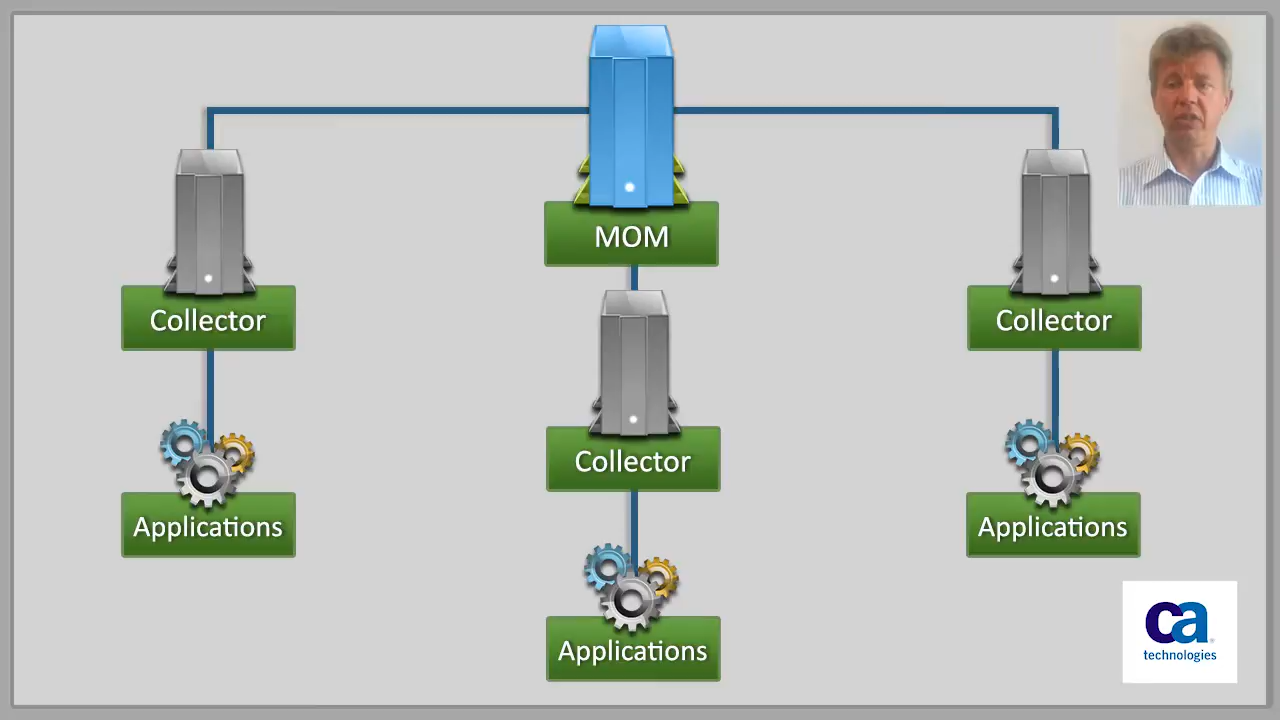 MOM
Collector
Collector
Collector
Applications
Applications
Applications
ca
technologies